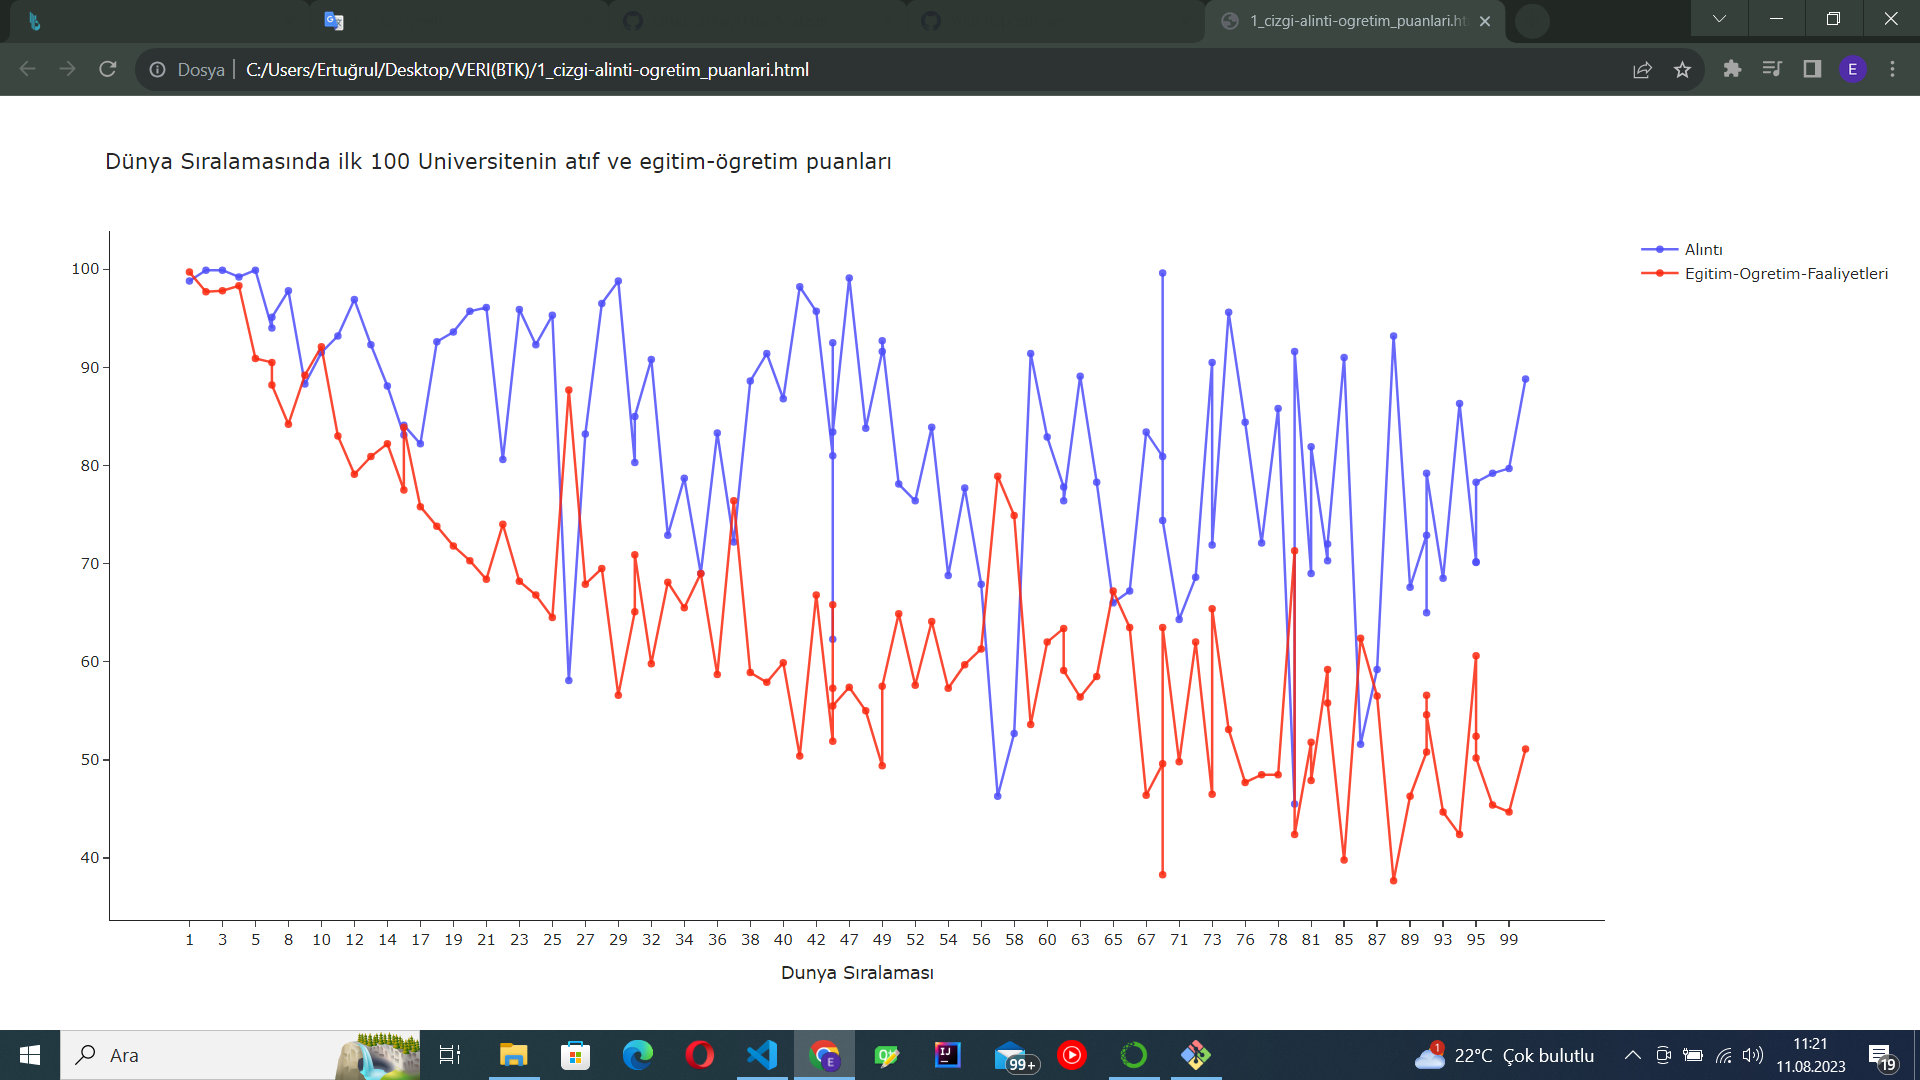 1_cizgi-alinti-ogretim_puanlari.ht
Dosya | C:/Users/Ertuğrul/Desktop/VERI(BTK)/1_cizgi-alinti-ogretim_puanlari.html
E
Dünya Sıralamasında ilk 100 Universitenin atıf ve egitim-ögretim puanları
Alıntı
Egitim-Ogretim-Faaliyetleri
100
90
80
70
60
50
40
1 3 5 8 10 12 14 17 19 21 23 25 27 29 32 34 36 38 40 42 47 49 52 54 56 58 60 63 65 67 71 73 76 78 81 85 87 89 93 95 99
Dunya Sıralaması
Ara
99+
1
22°C Çok bulutlu
11:21
11.08.2023
19